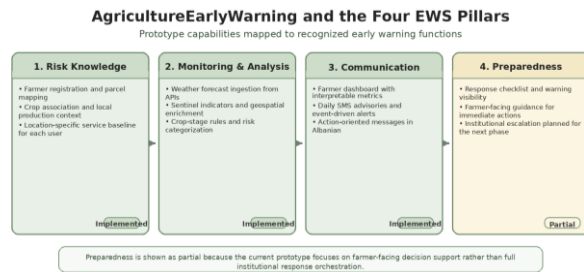 AgricultureEarlyWarning and the Four EWS Pillars
Prototype capabilities mapped to recognized early warning functions
1. Risk Knowledge
• Farmer registration and parcel
mapping
• Crop association and local
production context
• Location-specific service baseline
for each user
Implemented
2. Monitoring & Analysis
• Weather forecast ingestion from
APIs
• Sentinel indicators and geospatial
enrichment
• Crop-stage rules and risk
categorization
Implemented
3. Communication
• Farmer dashboard with
interpretable metrics
• Daily SMS advisories and
event-driven alerts
• Action-oriented messages in
Albanian
Implemented
4. Preparedness
• Response checklist and warning
visibility
• Farmer-facing guidance for
immediate actions
• Institutional escalation planned for
the next phase
Partial
Preparedness is shown as partial because the current prototype focuses on farmer-facing decision support rather than full
institutional response orchestration.